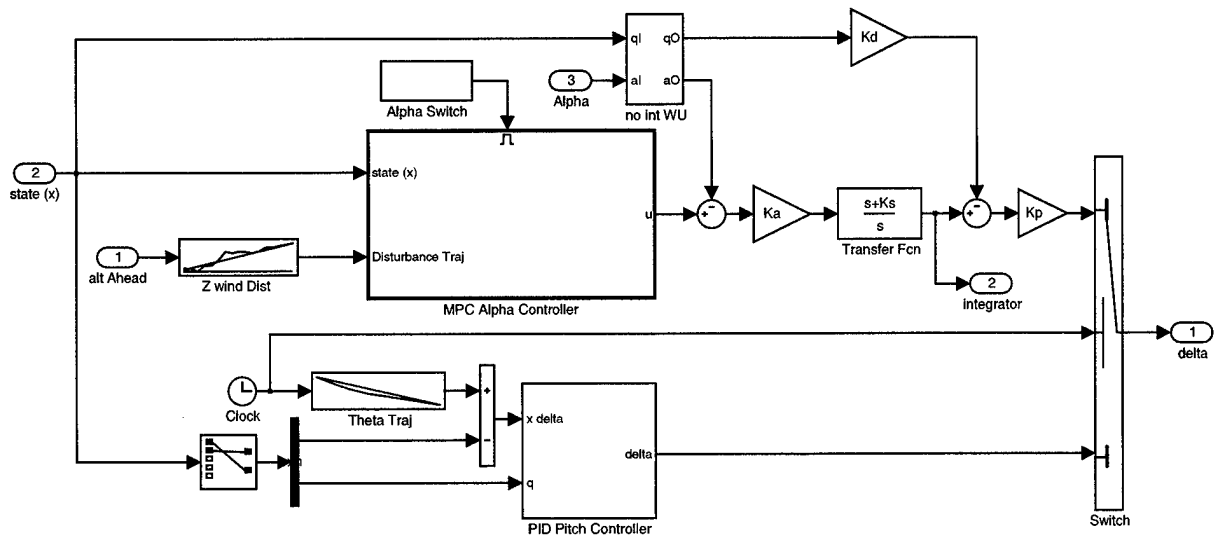 qI
qO
Kd
aI
aO
3
Alpha
no int WU
Alpha Switch
2
state (x)
state (x)
u
Ka
s+Ks
s
Transfer Fcn
Kp
1
alt Ahead
Z wind Dist
Disturbance Traj
MPC Alpha Controller
2
integrator
1
delta
Clock
Theta Traj
x delta
delta
q
PID Pitch Controller
Switch